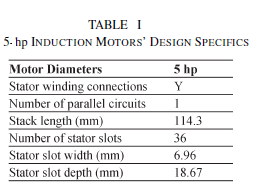 TABLE I
5- hp INDUCTION MOTORS' DESIGN SPECIFICS
Motor Diameters 5 hp
Stator winding connections Y
Number of parallel circuits 1
Stack length (mm) 114.3
Number of stator slots 36
Stator slot width (mm) 6.96
Stator slot depth (mm) 18.67